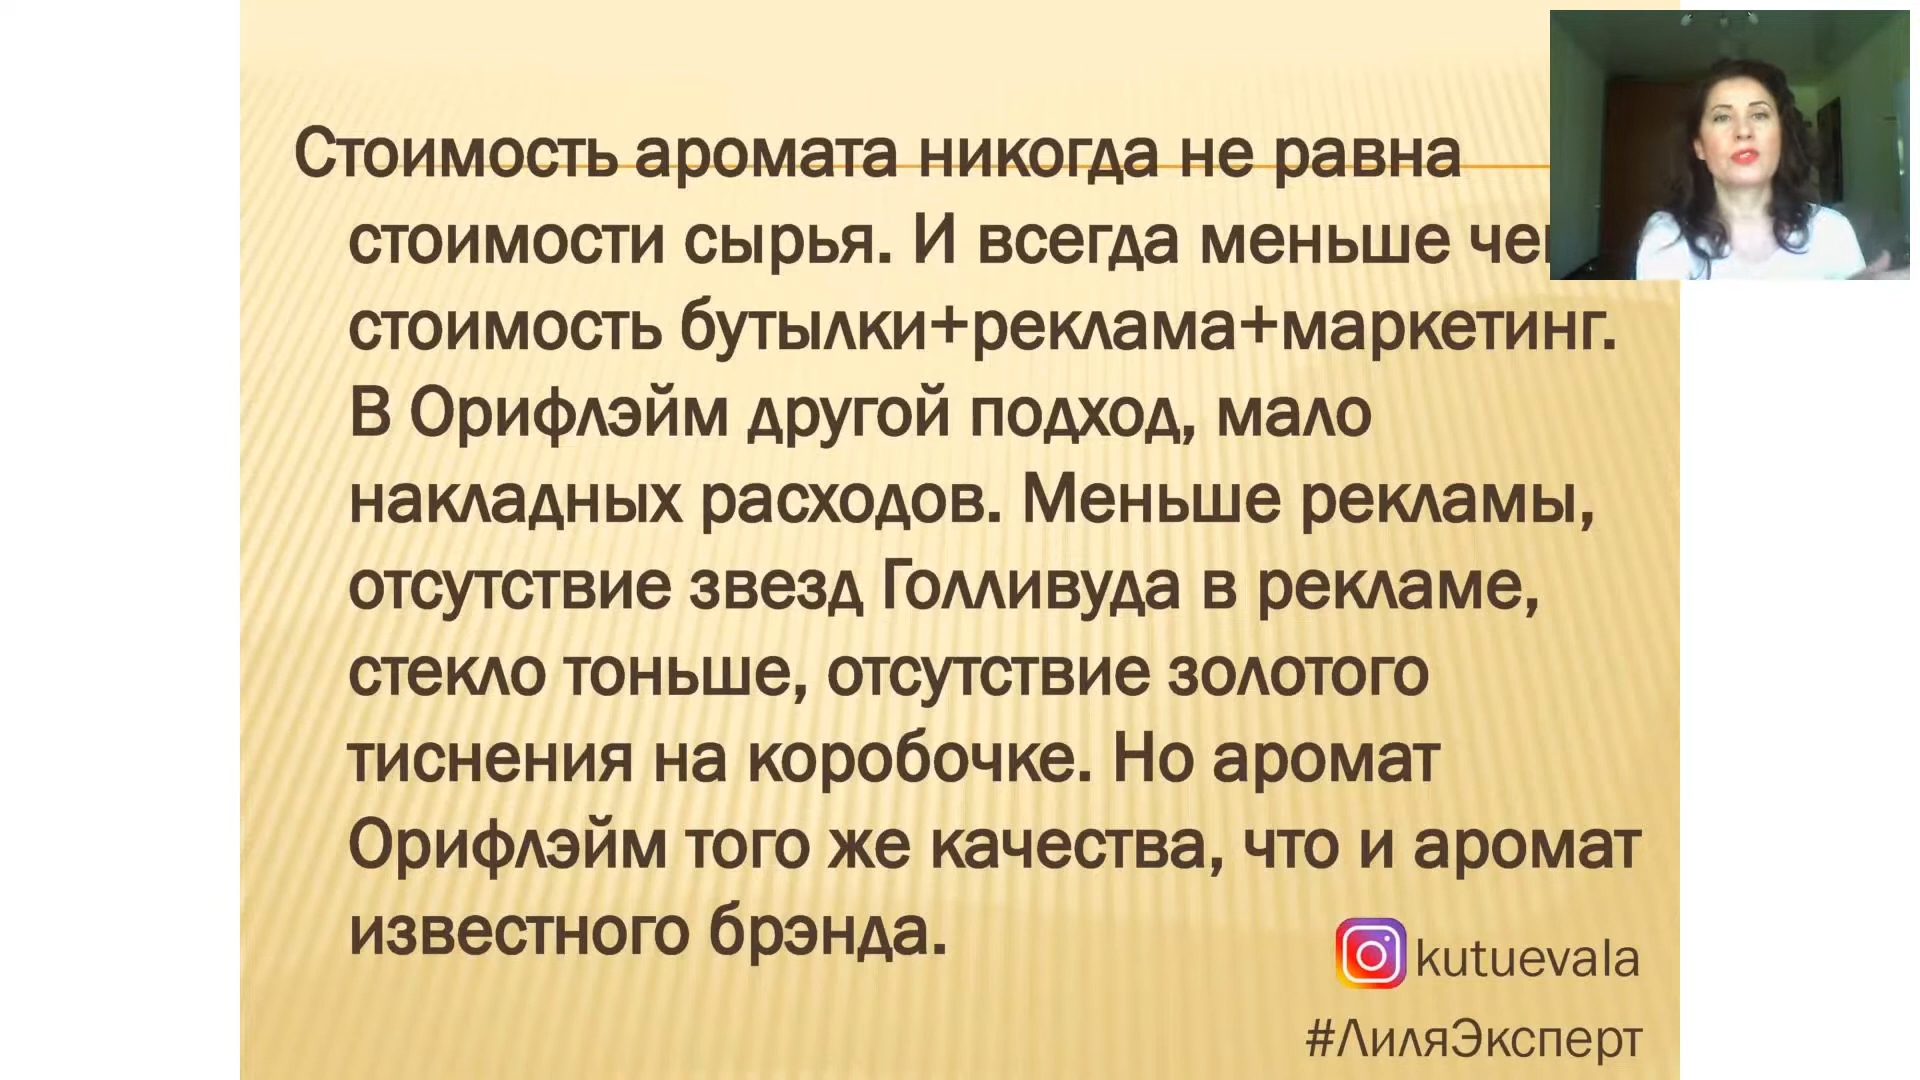 Стоимость аромата никогда не равна
стоимости сырья. И всегда меньше
стоимость бутылки+реклама+маркетинг.
В Орифлэйм другой подход, мало
накладных расходов. Меньше рекламы,
отсутствие звезд Голливуда в рекламе,
стекло тоньше, отсутствие золотого
тиснения на коробочке. Но аромат
Орифлэйм того же качества, что и аромат
известного брэнда.
kutuevala
#ЛиляЭксперт